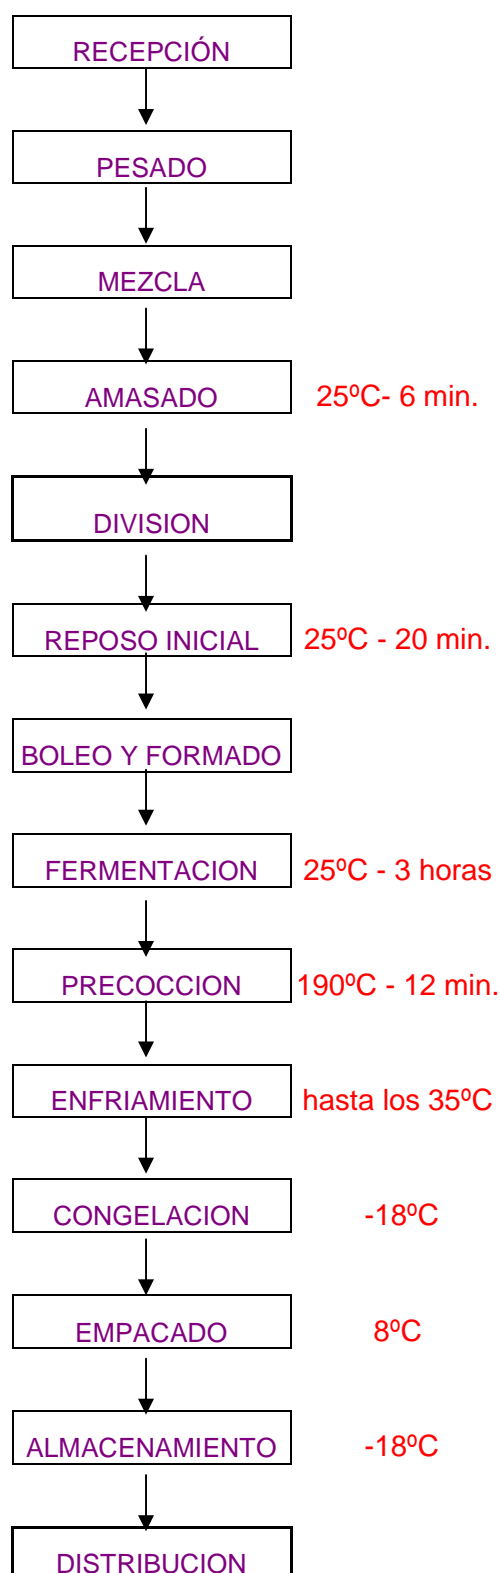 RECEPCIÓN
PESADO
MEZCLA
AMASADO 25ºC- 6 min.
DIVISION
REPOSO INICIAL 25ºC - 20 min.
BOLEO Y FORMADO
FERMENTACION 25ºC - 3 horas
PRECOCCION 190ºC - 12 min.
ENFRIAMIENTO hasta los 35ºC
CONGELACION -18ºC
EMPACADO 8ºC
ALMACENAMIENTO -18ºC
DISTRIBUCION